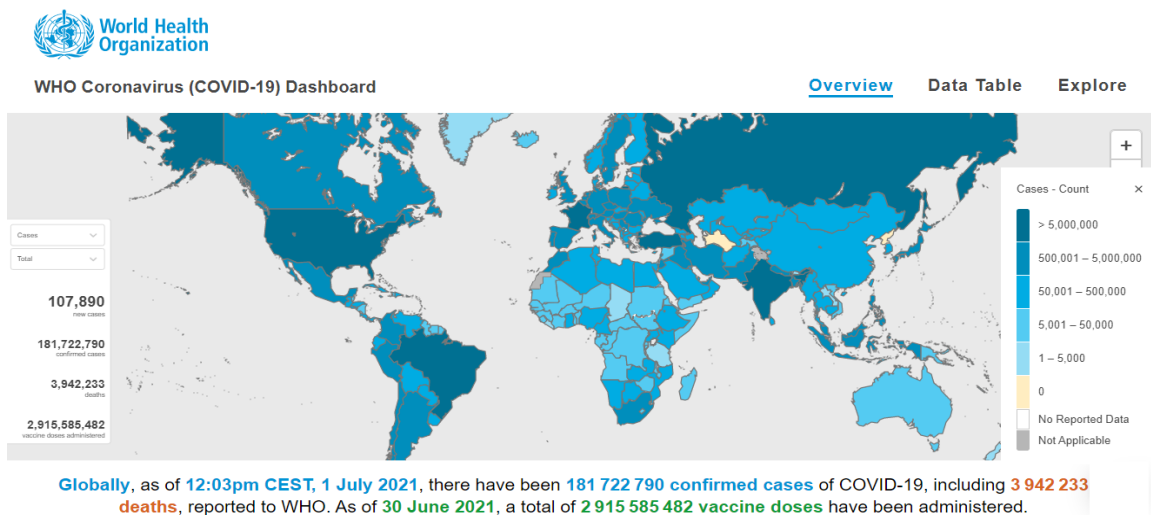 World Health
Organization
WHO Coronavirus (COVID-19) Dashboard
Overview
Data Table
Explore
+
Cases - Count
×
> 5,000,000
500,001 – 5,000,000
50,001 – 500,000
5,001 – 50,000
1 – 5,000
0
No Reported Data
Not Applicable
Cases
Total
107,890
new cases
181,722,790
confirmed cases
3,942,233
deaths
2,915,585,482
vaccine doses administered
Globally, as of 12:03pm CEST, 1 July 2021, there have been 181 722 790 confirmed cases of COVID-19, including 3 942 233
deaths, reported to WHO. As of 30 June 2021, a total of 2 915 585 482 vaccine doses have been administered.